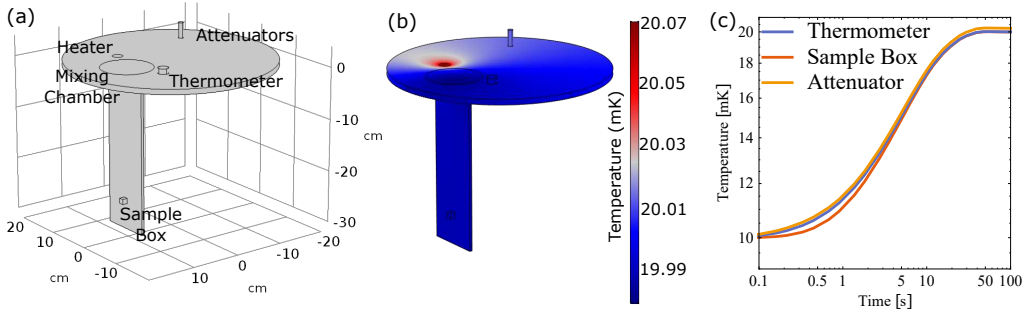 (a)
Heater
Attenuators
Mixing
Chamber
Thermometer
Sample
Box
0
-10
cm
-20
-30
20
10
0
-10
cm
10
0
-10
-20
cm
(b)
Temperature (mK)
20.07
20.05
20.03
20.01
19.99
(c)
Thermometer
Sample Box
Attenuator
Temperature [mK]
20
18
16
14
12
10
0.1
0.5
1
5
10
50
100
Time [s]